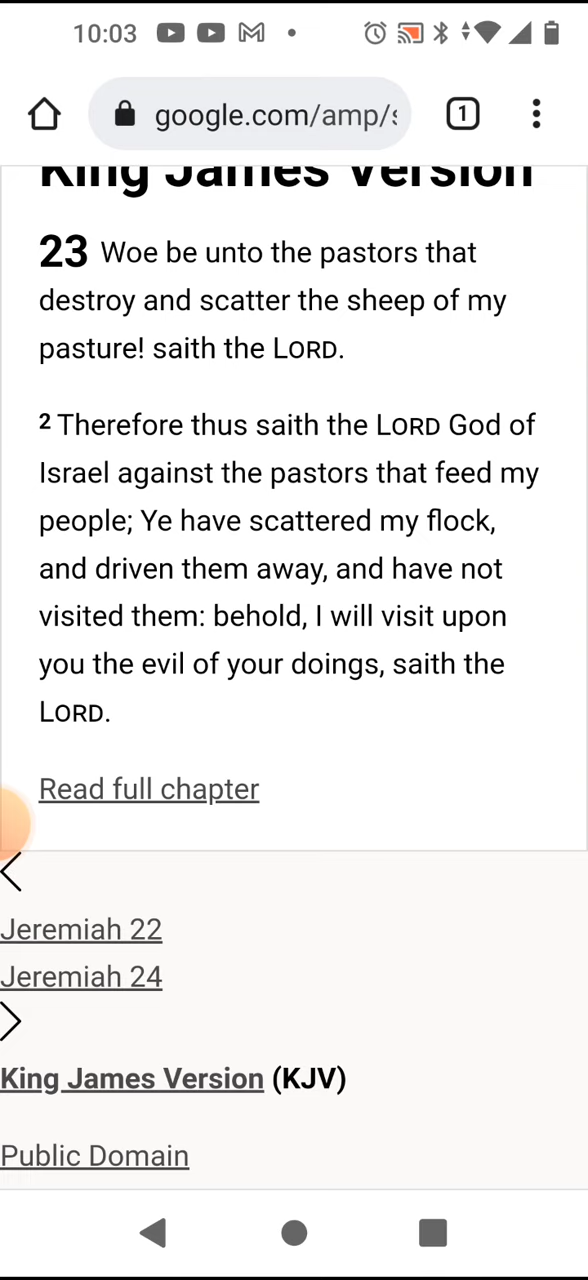 10:03
google.com/amp/s
1
King James Version
23 Woe be unto the pastors that
destroy and scatter the sheep of my
pasture! saith the LORD.
2 Therefore thus saith the LORD God of
Israel against the pastors that feed my
people; Ye have scattered my flock,
and driven them away, and have not
visited them: behold, I will visit upon
you the evil of your doings, saith the
LORD.
Read full chapter
Jeremiah 22
Jeremiah 24
King James Version (KJV)
Public Domain